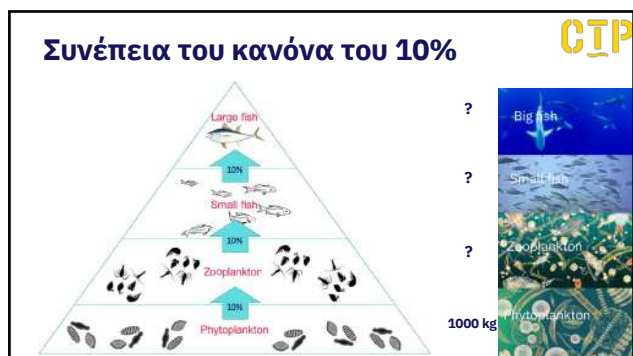 Συνέπεια του κανόνα του 10%
CTP
Large fish
10%
Small fish
10%
Zooplankton
10%
Phytoplankton
?
?
?
1000 kg
Big fish
Small fish
Zooplankton
Phytoplankton